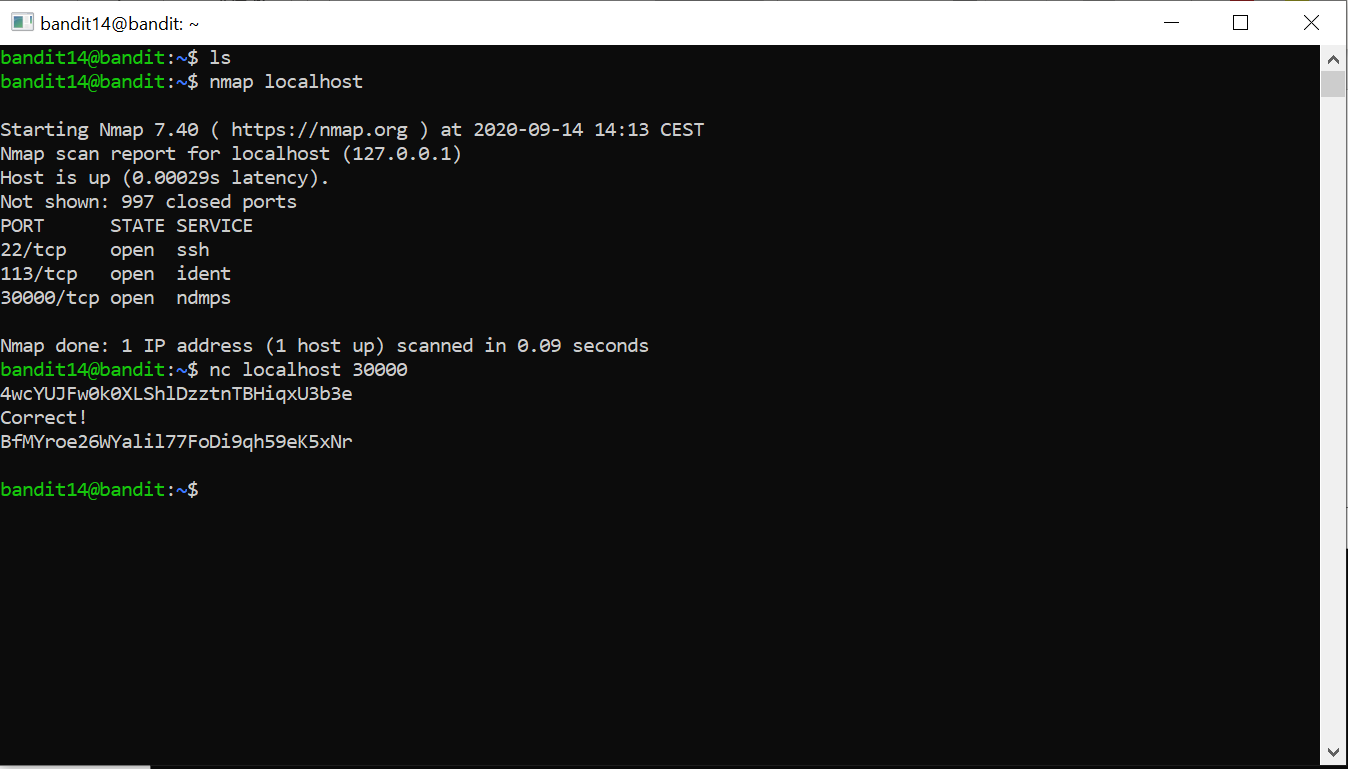 bandit14@bandit: ~
bandit14@bandit:~$ ls
bandit14@bandit:~$ nmap localhost
Starting Nmap 7.40 ( https://nmap.org ) at 2020-09-14 14:13 CEST
Nmap scan report for localhost (127.0.0.1)
Host is up (0.00029s latency).
Not shown: 997 closed ports
PORT      STATE SERVICE
22/tcp    open  ssh
113/tcp   open  ident
30000/tcp open  ndmps
Nmap done: 1 IP address (1 host up) scanned in 0.09 seconds
bandit14@bandit:~$ nc localhost 30000
4wcYUJFw0k0XLShlDzztnTBHiqxU3b3e
Correct!
BfMYroe26WYalil77FoDi9qh59eK5xNr
bandit14@bandit:~$